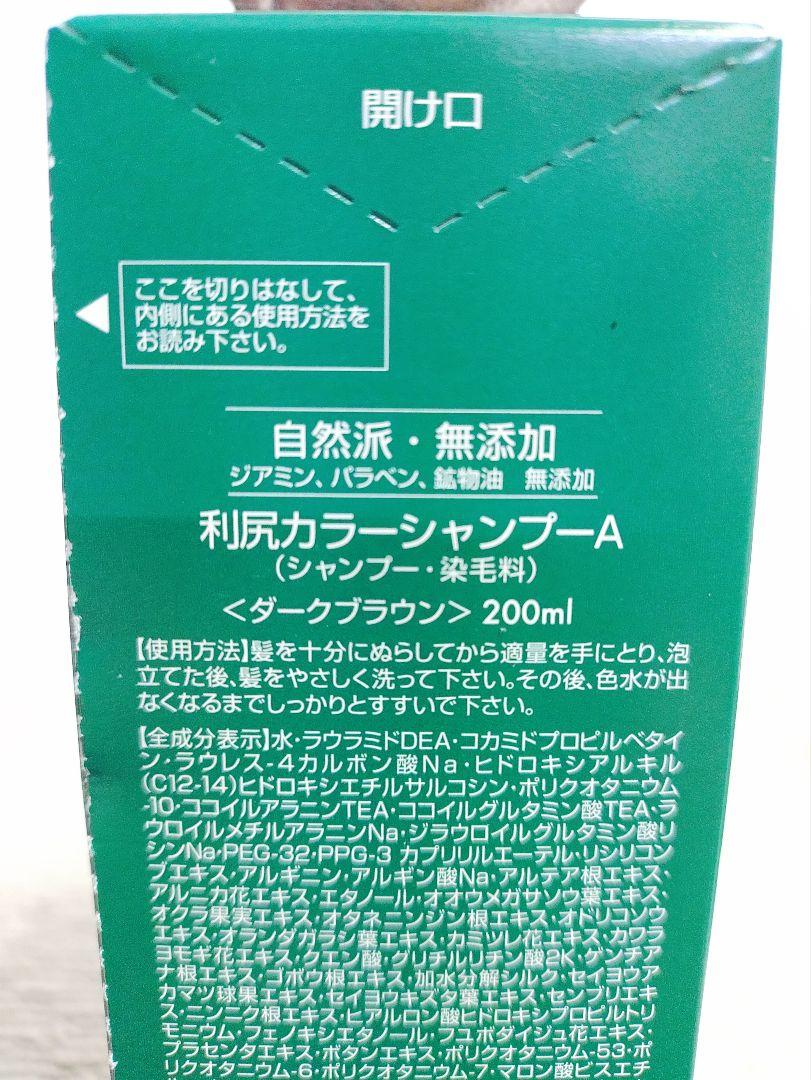 開け口
ここを切りはなして、
内側にある使用方法を
お読み下さい。
自然派・無添加
ジアミン、パラベン、鉱物油　無添加
利尻カラーシャンプーA
（シャンプー・染毛料）
＜ダークブラウン＞ 200ml
【使用方法】髪を十分にぬらしてから適量を手にとり、泡
立てた後、髪をやさしく洗って下さい。その後、色水が出
なくなるまでしっかりとすすいで下さい。
【全成分表示】水・ラウラミドDEA・コカミドプロピルベタイ
ン・ラウレス-4カルボン酸Na・ヒドロキシアルキル
(C12-14)ヒドロキシエチルサルコシン・ポリクオタニウム
-10・ココイルアラニンTEA・ココイルグルタミン酸TEA・ラ
ウロイルメチルアラニンNa・ジラウロイルグルタミン酸リ
シンNa・PEG-32・PPG-3 カプリリルエーテル・リシリコン
ブエキス・アルギニン・アルギン酸Na・アルテア根エキス・
アルニカ花エキス・エタノール・オオウメガサソウ葉エキス・
オクラ果実エキス・オタネニンジン根エキス・オドリコソウ
エキス・オランダガラシ葉エキス・カミツレ花エキス・カワラ
ヨモギ花エキス・クエン酸・グリチルリチン酸2K・ゲンチア
ナ根エキス・ゴボウ根エキス・加水分解シルク・セイヨウア
カマツ球果エキス・セイヨウキズタ葉エキス・センブリエキ
ス・ニンニク根エキス・ヒアルロン酸ヒドロキシプロピルトリ
モニウム・フェノキシエタノール・フユボダイジュ花エキス・
プラセンタエキス・ボタンエキス・ポリクオタニウム-53・ポ
リクオタニウム-6・ポリクオタニウム-7・マロン酸ビスエチ